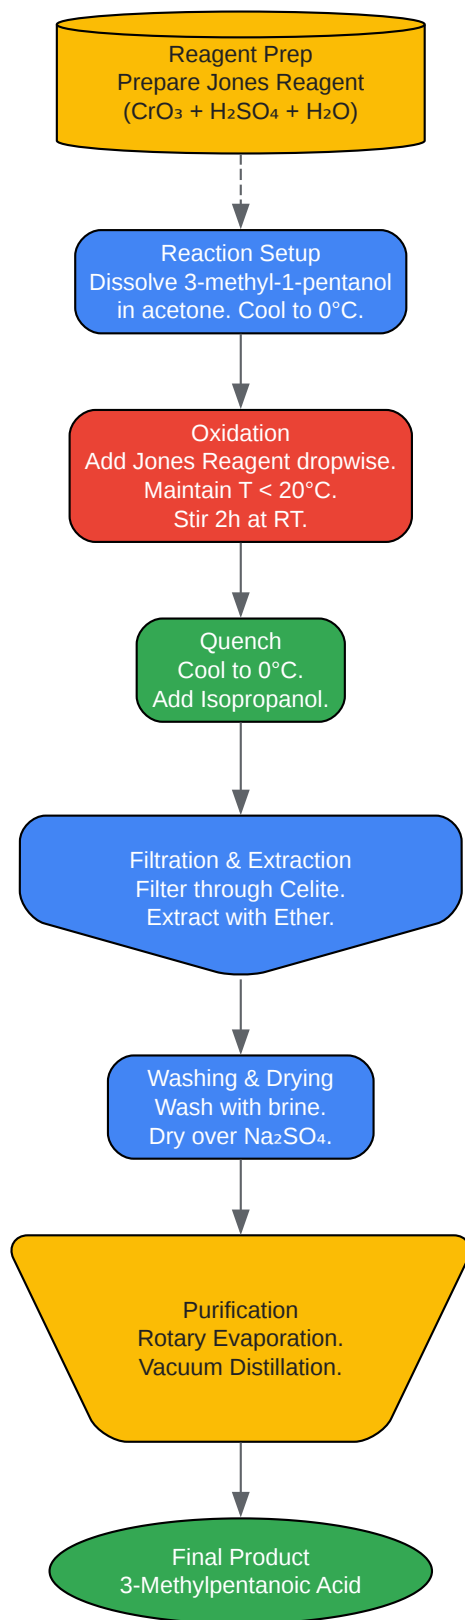 Reagent Prep
Prepare Jones Reagent
(CrO₃ + H₂SO₄ + H₂O)
Reaction Setup
Dissolve 3-methyl-1-pentanol
in acetone. Cool to 0°C.
Oxidation
Add Jones Reagent dropwise.
Maintain T < 20°C.
Stir 2h at RT.
Quench
Cool to 0°C.
Add Isopropanol.
Filtration & Extraction
Filter through Celite.
Extract with Ether.
Washing & Drying
Wash with brine.
Dry over Na₂SO₄.
Purification
Rotary Evaporation.
Vacuum Distillation.
Final Product
3-Methylpentanoic Acid